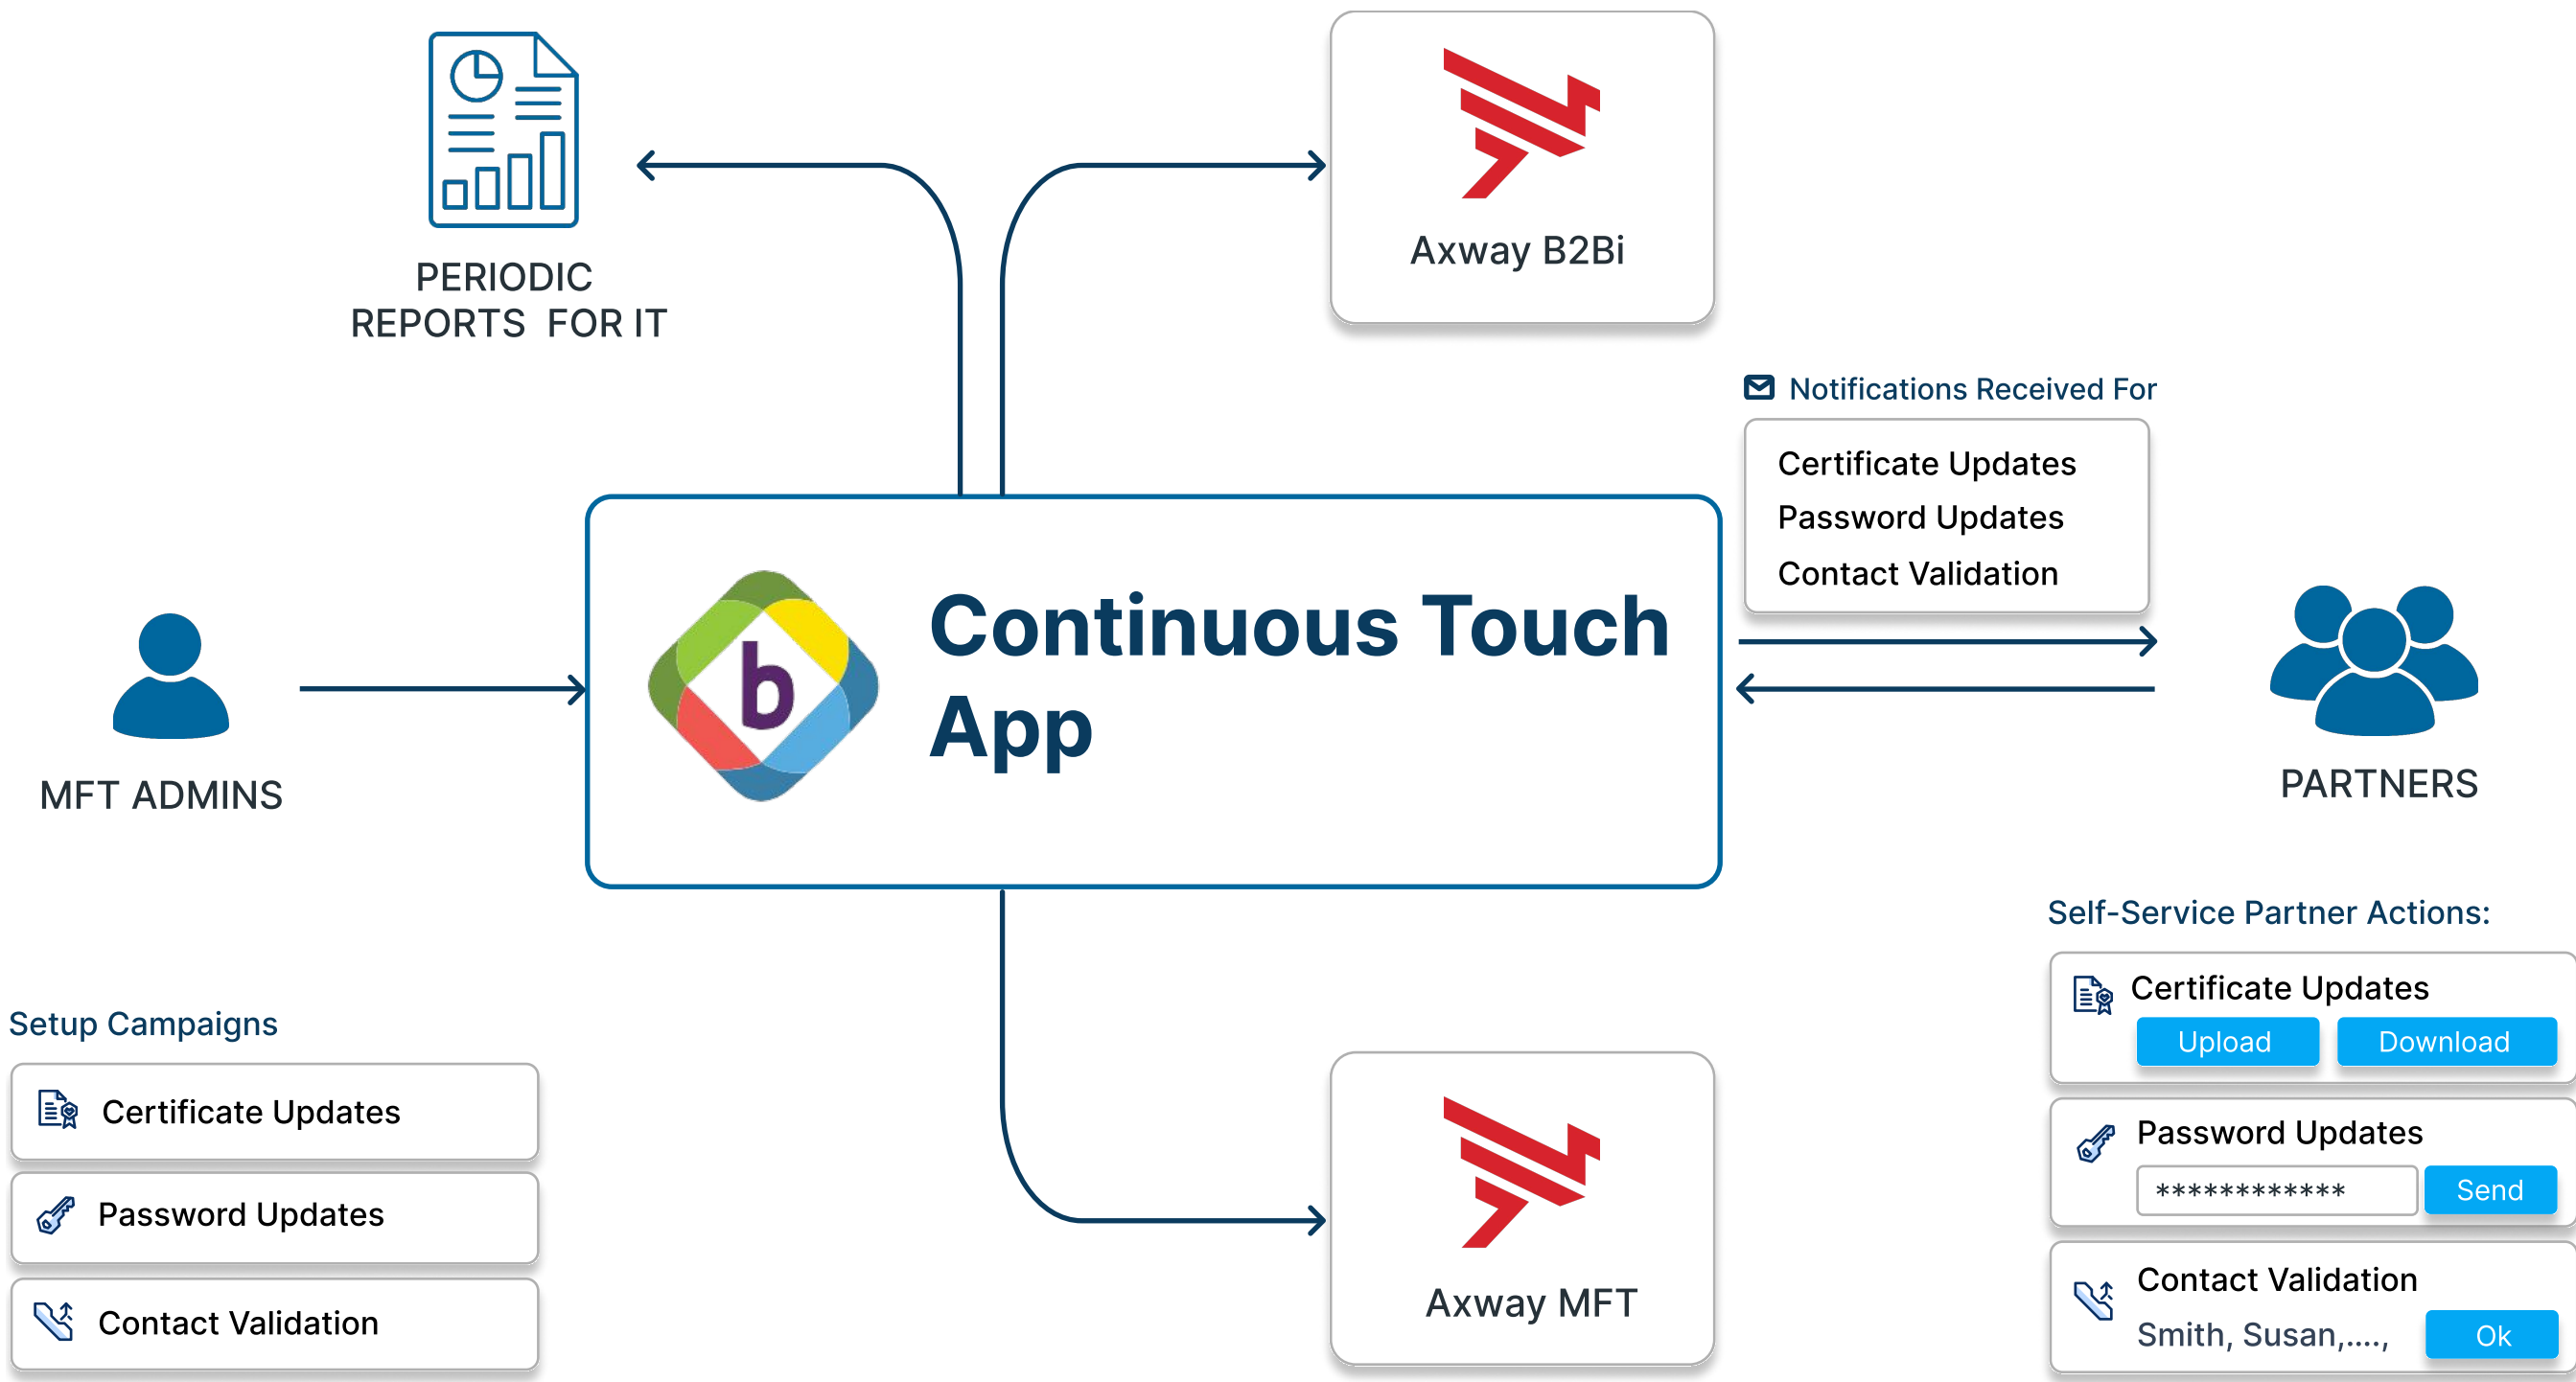 PERIODIC
REPORTS FOR IT
Axway B2Bi
Notifications Received For
Certificate Updates
Password Updates
Contact Validation
b
Continuous Touch
App
MFT ADMINS
PARTNERS
Setup Campaigns
Certificate Updates
Password Updates
Contact Validation
Axway MFT
Self-Service Partner Actions:
Certificate Updates
Upload Download
Password Updates
************ Send
Contact Validation
Smith, Susan,...., Ok